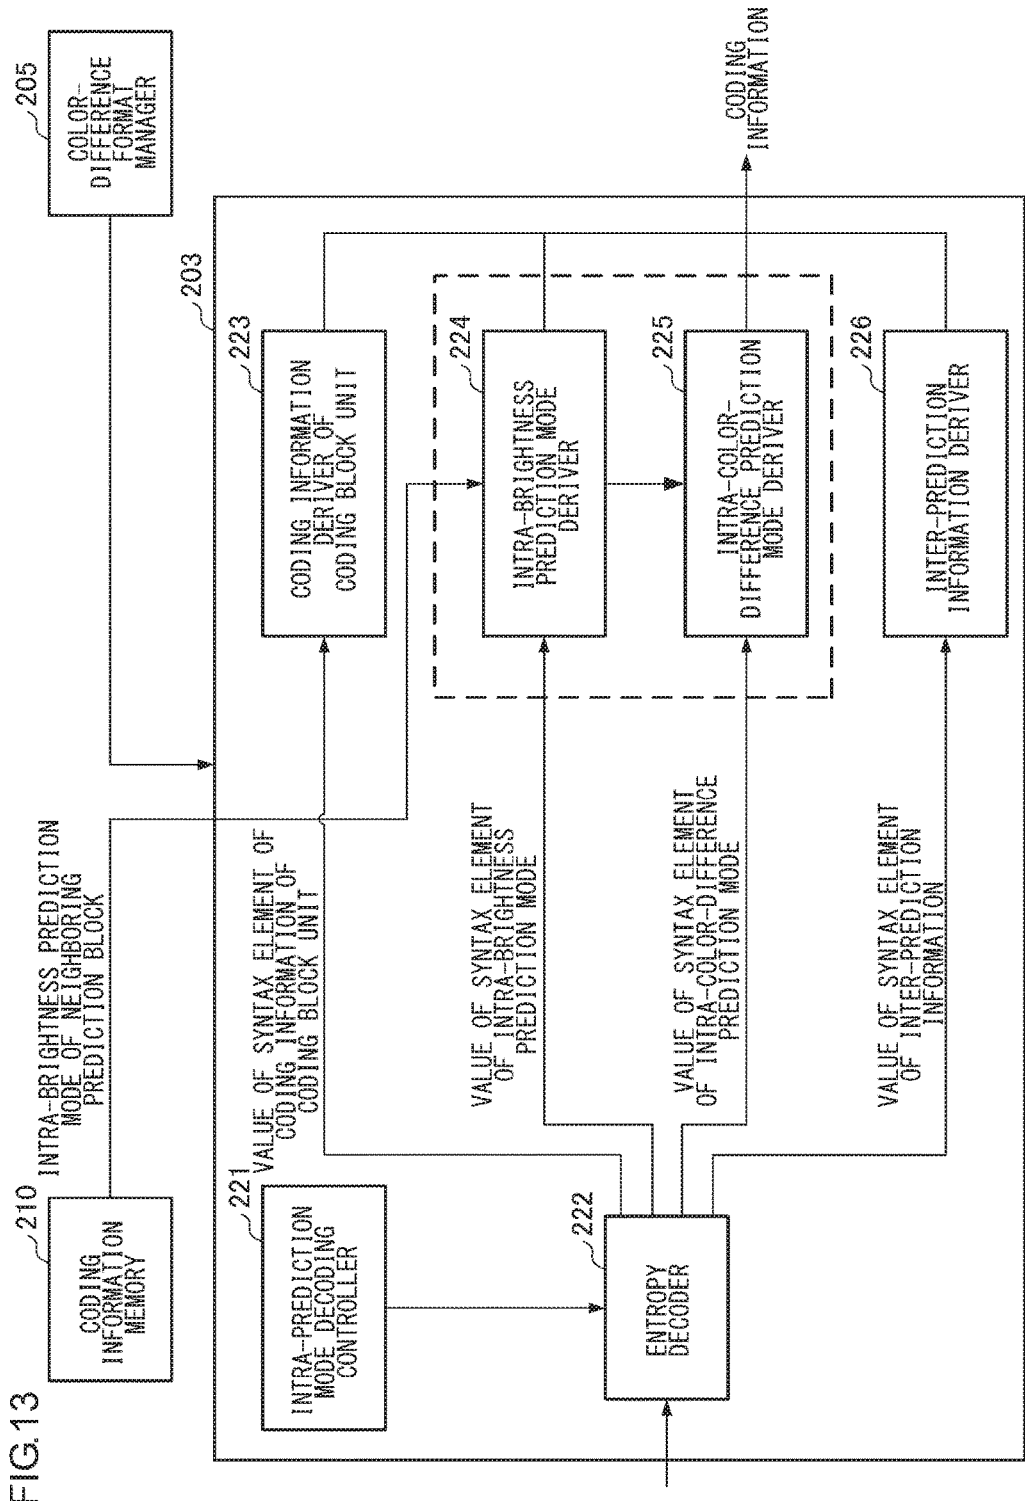 FIG.13
210
CODING
INFORMATION
MEMORY
INTRA-BRIGHTNESS PREDICTION
MODE OF NEIGHBORING
PREDICTION BLOCK
205
COLOR-
DIFFERENCE
FORMAT
MANAGER
203
221
INTRA-PREDICTION
MODE DECODING
CONTROLLER
VALUE OF SYNTAX ELEMENT OF
CODING INFORMATION OF
CODING BLOCK UNIT
223
CODING INFORMATION
DERIVER OF
CODING BLOCK UNIT
VALUE OF SYNTAX ELEMENT
OF INTRA-BRIGHTNESS
PREDICTION MODE
224
INTRA-BRIGHTNESS
PREDICTION MODE
DERIVER
222
ENTROPY
DECODER
VALUE OF SYNTAX ELEMENT
OF INTRA-COLOR-DIFFERENCE
PREDICTION MODE
225
INTRA-COLOR-
DIFFERENCE PREDICTION
MODE DERIVER
CODING
INFORMATION
VALUE OF SYNTAX ELEMENT
OF INTER-PREDICTION
INFORMATION
226
INTER-PREDICTION
INFORMATION DERIVER